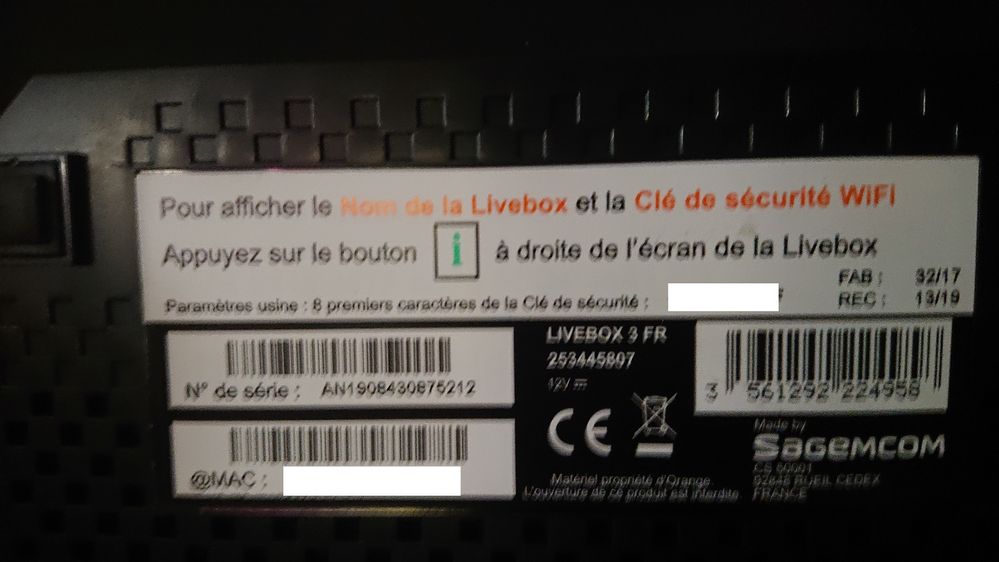 Pour afficher le Nom de la Livebox et la Clé de sécurité WiFi
Appuyez sur le bouton i à droite de l'écran de la Livebox
FAB : 32/17
Paramètres usine : 8 premiers caractères de la Clé de sécurité :
REC : 13/19
N° de série : AN1908430875212
@MAC :
LIVEBOX 3 FR
253445807
12V
CE
Matériel propriété d'Orange
L'ouverture de ce produit est interdite
3 561292 224958
Made by
SAGEMCOM
CS 50001
92848 RUEIL CEDEX
FRANCE